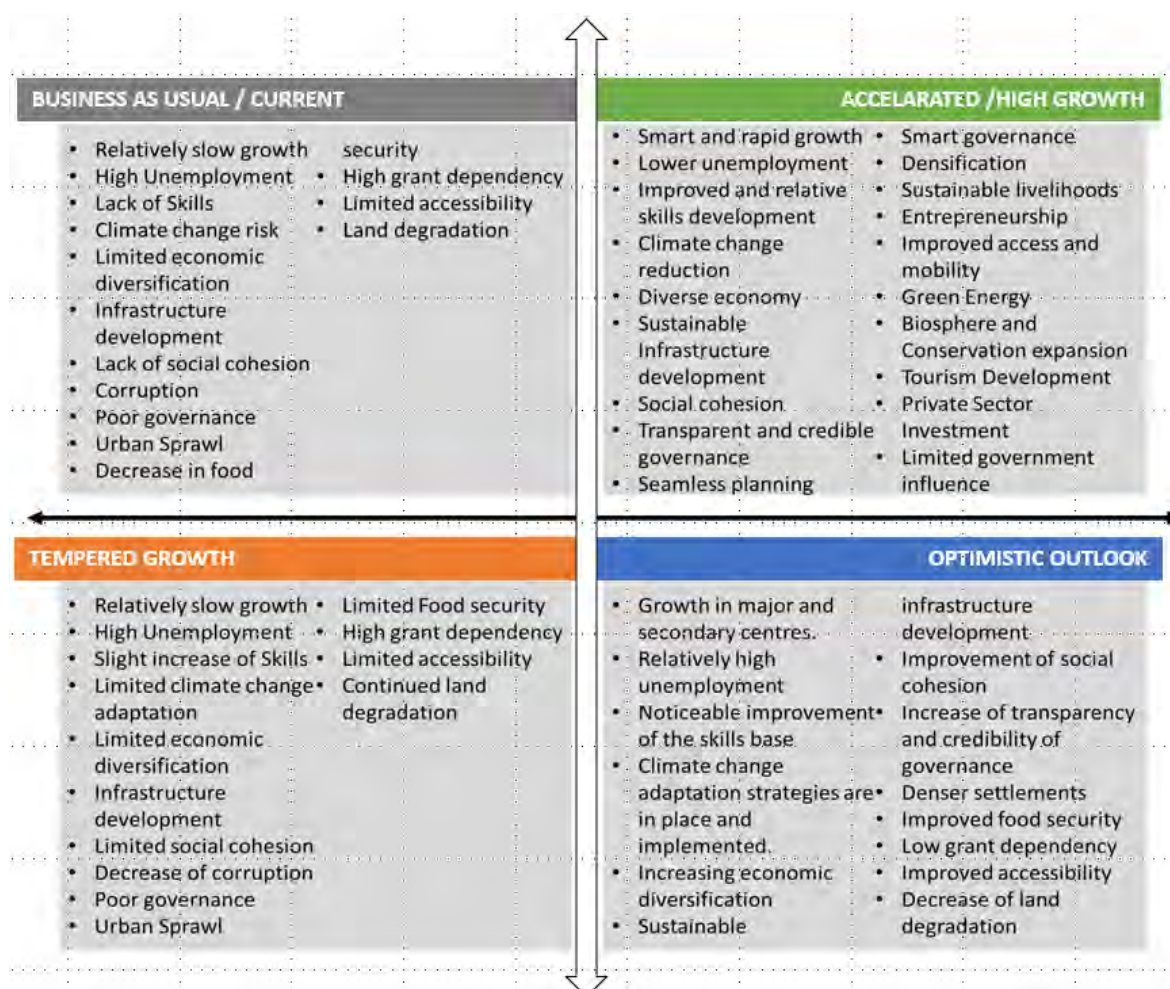 BUSINESS AS USUAL / CURRENT
• Relatively slow growth
• High Unemployment
• Lack of Skills
• Climate change risk
• Limited economic
diversification
• Infrastructure
development
• Lack of social cohesion
• Corruption
• Poor governance
• Urban Sprawl
• Decrease in food
security
• High grant dependency
• Limited accessibility
• Land degradation
ACCELARATED /HIGH GROWTH
• Smart and rapid growth
• Lower unemployment
• Improved and relative
skills development
• Climate change
reduction
• Diverse economy
• Sustainable
Infrastructure
development
• Social cohesion
• Transparent and credible
governance
• Seamless planning
• Smart governance
• Densification
• Sustainable livelihoods
• Entrepreneurship
• Improved access and
mobility
• Green Energy
• Biosphere and
Conservation expansion
• Tourism Development
• Private Sector
Investment
• Limited government
influence
TEMPERED GROWTH
• Relatively slow growth
• High Unemployment
• Slight increase of Skills
• Limited climate change
adaptation
• Limited economic
diversification
• Infrastructure
development
• Limited social cohesion
• Decrease of corruption
• Poor governance
• Urban Sprawl
• Limited Food security
• High grant dependency
• Limited accessibility
• Continued land
degradation
OPTIMISTIC OUTLOOK
• Growth in major and
secondary centres.
• Relatively high
unemployment
• Noticeable improvement
of the skills base
• Climate change
adaptation strategies are
in place and
implemented.
• Increasing economic
diversification
• Sustainable
infrastructure
development
• Improvement of social
cohesion
• Increase of transparency
and credibility of
governance
• Denser settlements
• Improved food security
• Low grant dependency
• Improved accessibility
• Decrease of land
degradation